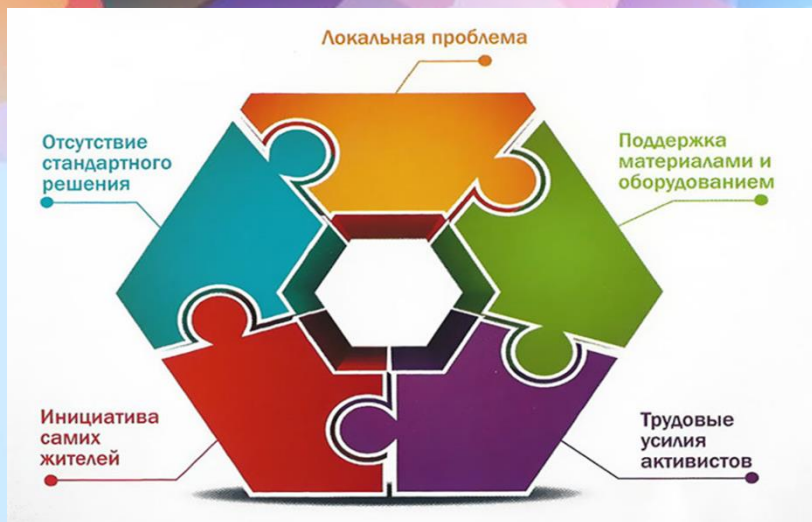 Локальная проблема
Отсутствие
стандартного
решения
Поддержка
материалами и
оборудованием
Инициатива
самих
жителей
Трудовые
усилия
активистов